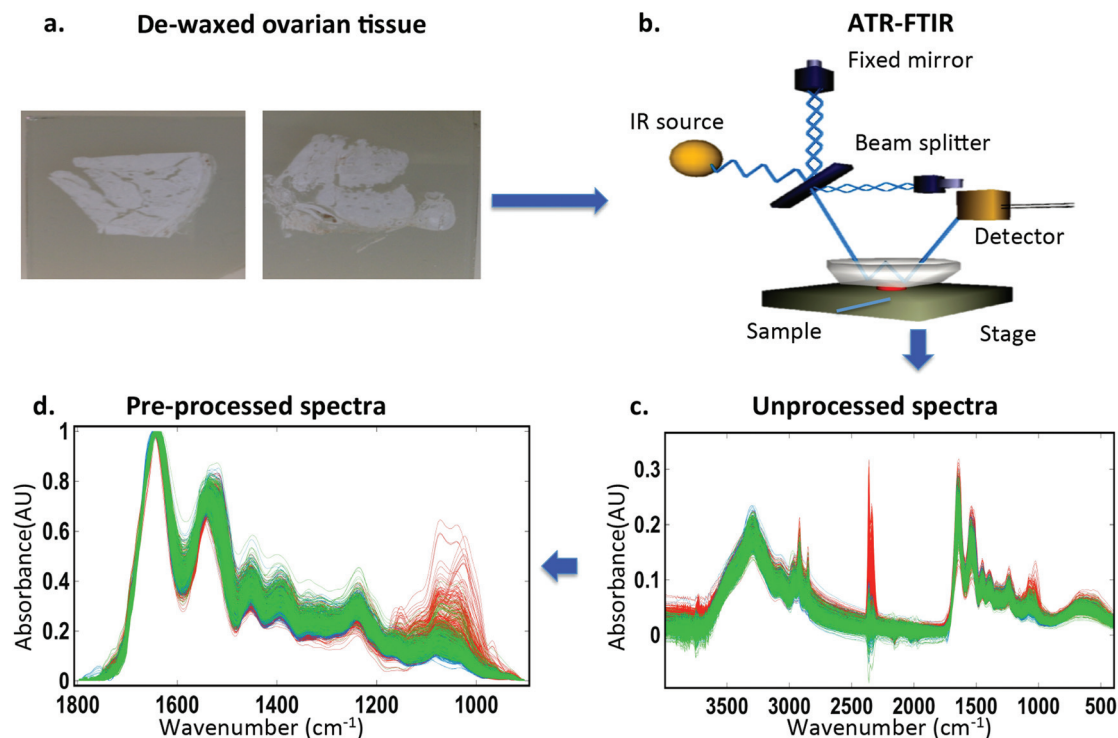 a. De-waxed ovarian tissue
b. ATR-FTIR
Fixed mirror
IR source
Beam splitter
Detector
Sample
Stage
d. Pre-processed spectra
1
0.8
0.6
0.4
0.2
0
Absorbance(AU)
1800 1600 1400 1200 1000
Wavenumber (cm⁻¹)
c. Unprocessed spectra
0.3
0.2
0.1
0
Absorbance(AU)
3500 3000 2500 2000 1500 1000 500
Wavenumber (cm⁻¹)